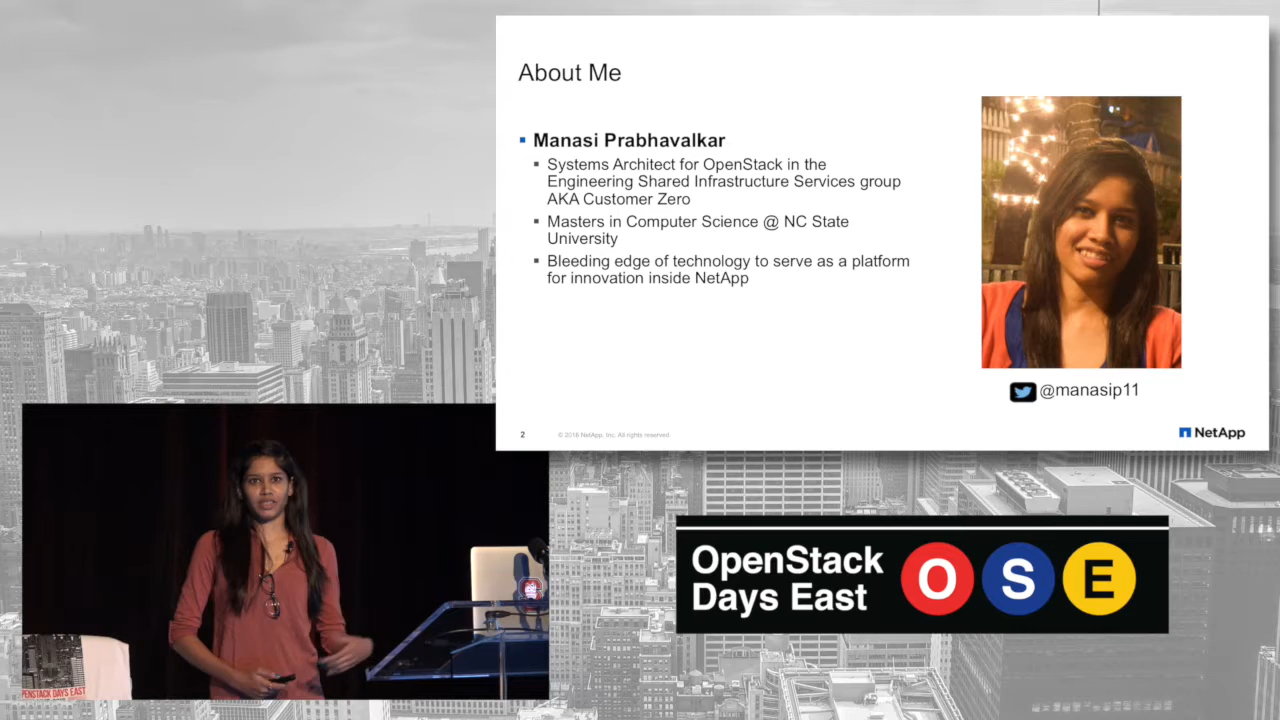 About Me
Manasi Prabhavalkar
Systems Architect for OpenStack in the
Engineering Shared Infrastructure Services group
AKA Customer Zero
Masters in Computer Science @ NC State
University
Bleeding edge of technology to serve as a platform
for innovation inside NetApp
@manasip11
2
© 2016 NetApp, Inc. All rights reserved
NetApp
OpenStack
Days East
O S E
PENSTACK DAYS EAST